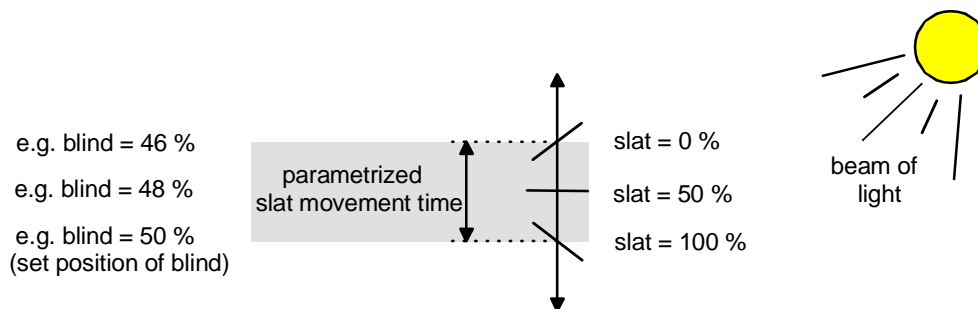 e.g. blind = 46 %
e.g. blind = 48 %
e.g. blind = 50 %
(set position of blind)
parametrized
slat movement time
slat = 0 %
slat = 50 %
slat = 100 %
beam of
light